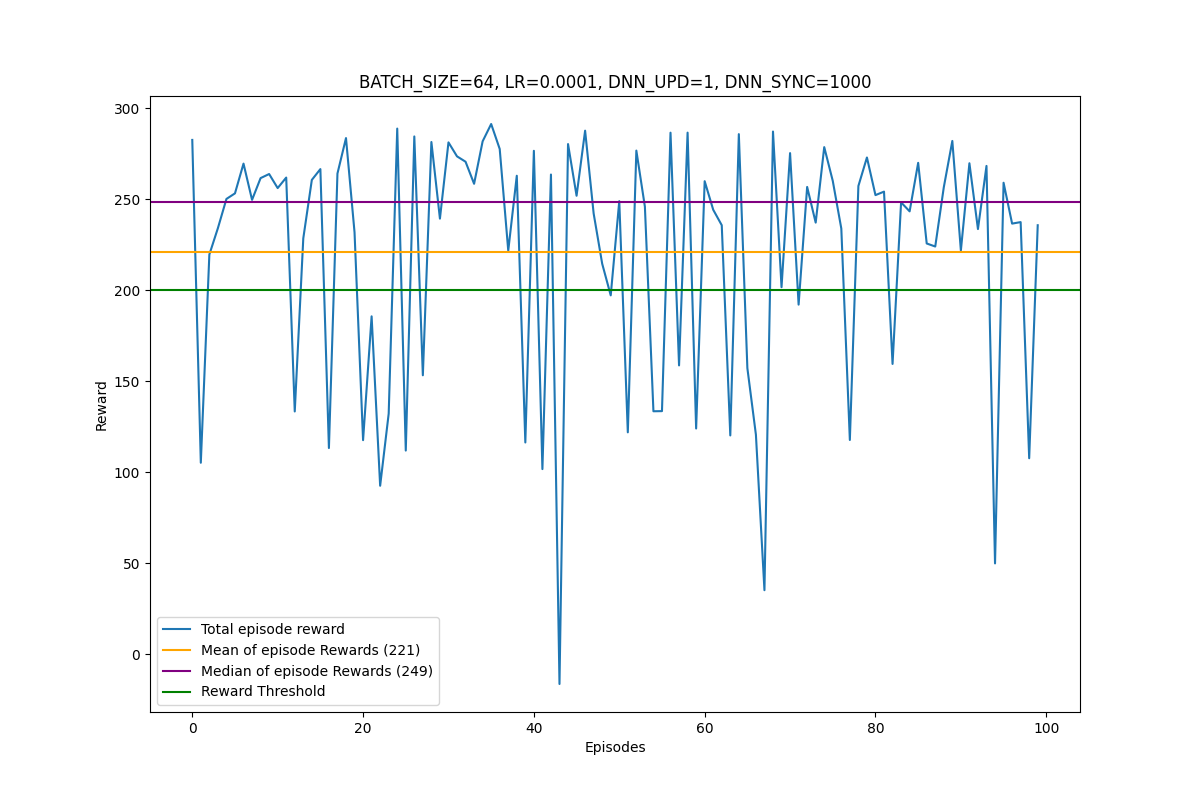 BATCH_SIZE=64, LR=0.0001, DNN_UPD=1, DNN_SYNC=1000
300
250
200
150
100
50
0
Reward
Total episode reward
Mean of episode Rewards (221)
Median of episode Rewards (249)
Reward Threshold
0 20 40 60 80 100
Episodes